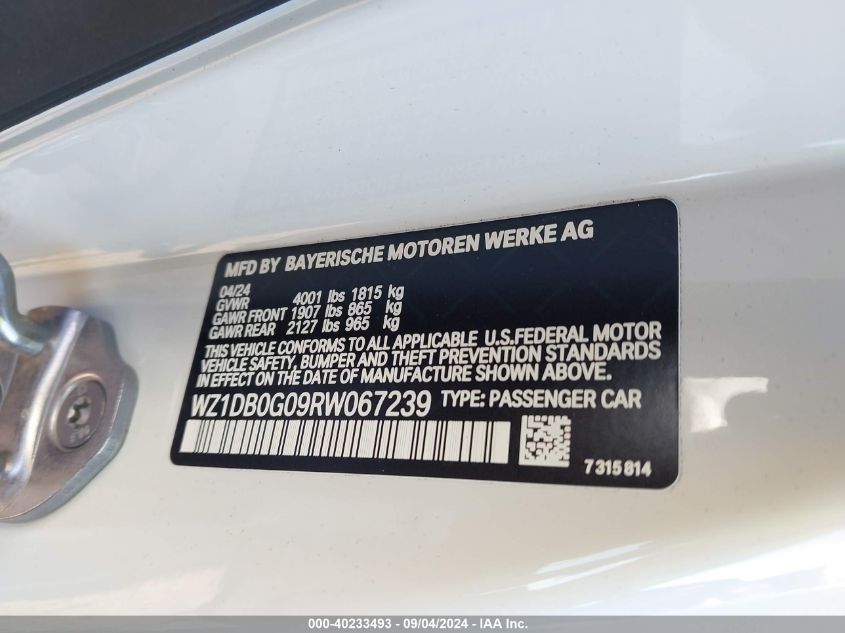 MFD BY BAYERISCHE MOTOREN WERKE AG
04/24
GVWR 4001 lbs 1815 kg
GAWR FRONT 1907 lbs 865 kg
GAWR REAR 2127 lbs 965 kg
THIS VEHICLE CONFORMS TO ALL APPLICABLE U.S.FEDERAL MOTOR
VEHICLE SAFETY, BUMPER AND THEFT PREVENTION STANDARDS
IN EFFECT ON THE DATE OF MANUFACTURE SHOWN ABOVE.
WZ1DB0G09RW067239 TYPE: PASSENGER CAR
7315814
000-40233493 - 09/04/2024 - IAA Inc.